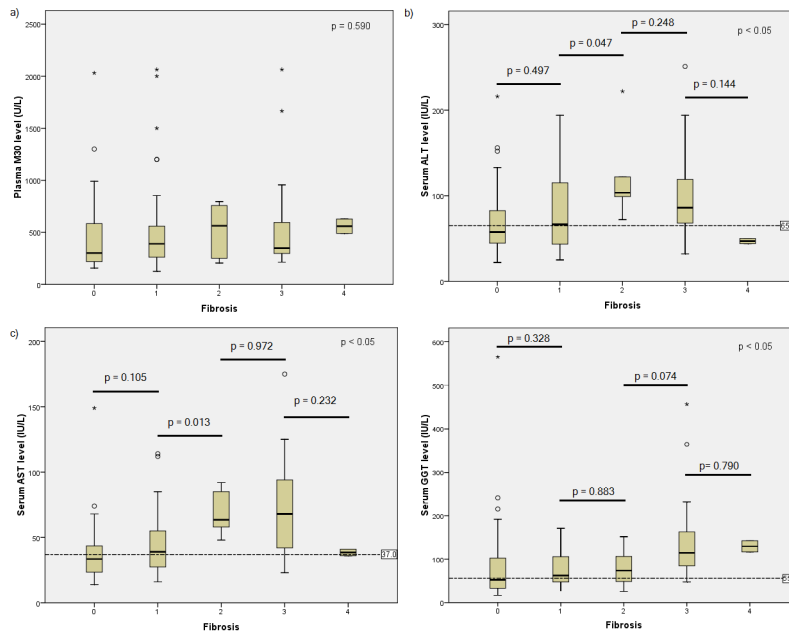 a)
p = 0.590
Plasma M30 level (U/L)
2500
2000
1500
1000
500
0
0 1 2 3 4
Fibrosis
b)
p < 0.05
p = 0.248
p = 0.047
p = 0.497
p = 0.144
Serum ALT level (IU/L)
300
200
100
0
0 1 2 3 4
Fibrosis
c)
p < 0.05
p = 0.972
p = 0.105
p = 0.013
p = 0.232
Serum AST level (IU/L)
200
150
100
50
0
37.0
0 1 2 3 4
Fibrosis
p = 0.328
p < 0.05
p = 0.074
p= 0.790
p = 0.883
Serum GGT level (IU/L)
600
500
400
300
200
100
0
0 1 2 3 4
Fibrosis